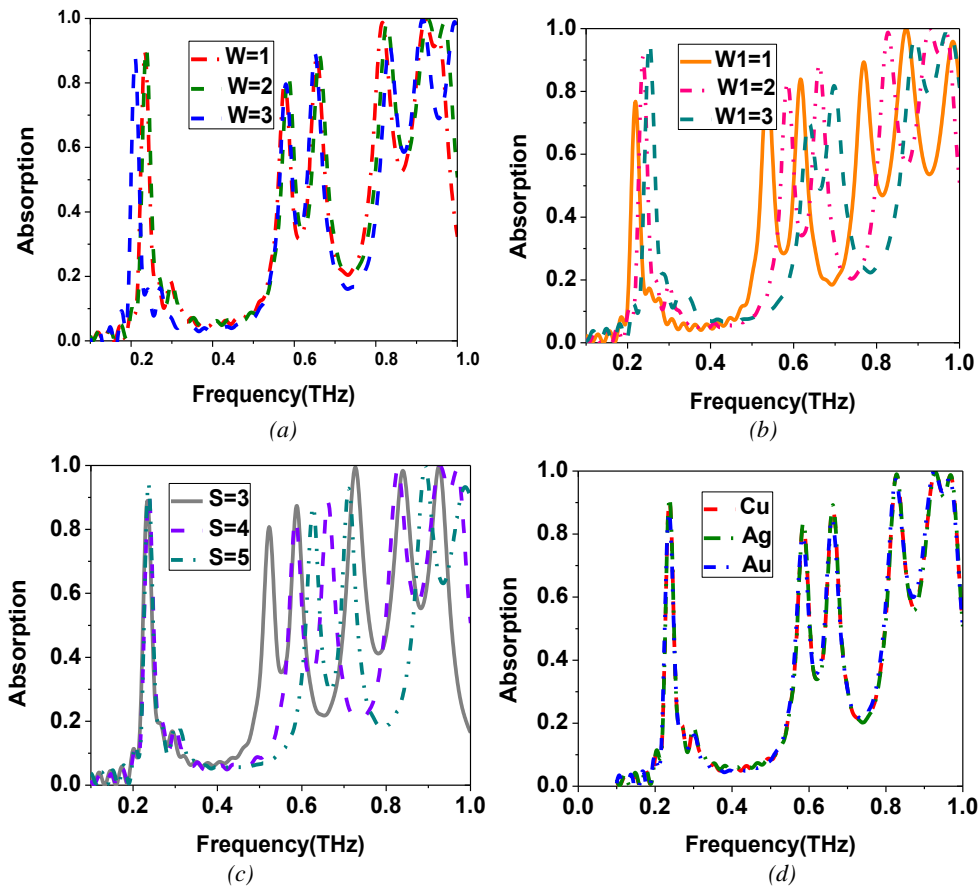 1.0
0.8
0.6
0.4
0.2
0.0
Absorption
W=1
W=2
W=3
0.2 0.4 0.6 0.8 1.0
Frequency(THz)
(a)
1.0
0.8
0.6
0.4
0.2
0.0
Absorption
W1=1
W1=2
W1=3
0.2 0.4 0.6 0.8 1.0
Frequency(THz)
(b)
1.0
0.8
0.6
0.4
0.2
0.0
Absorption
S=3
S=4
S=5
0.2 0.4 0.6 0.8 1.0
Frequency(THz)
(c)
1.0
0.8
0.6
0.4
0.2
0.0
Absorption
Cu
Ag
Au
0.0 0.2 0.4 0.6 0.8 1.0
Frequency(THz)
(d)